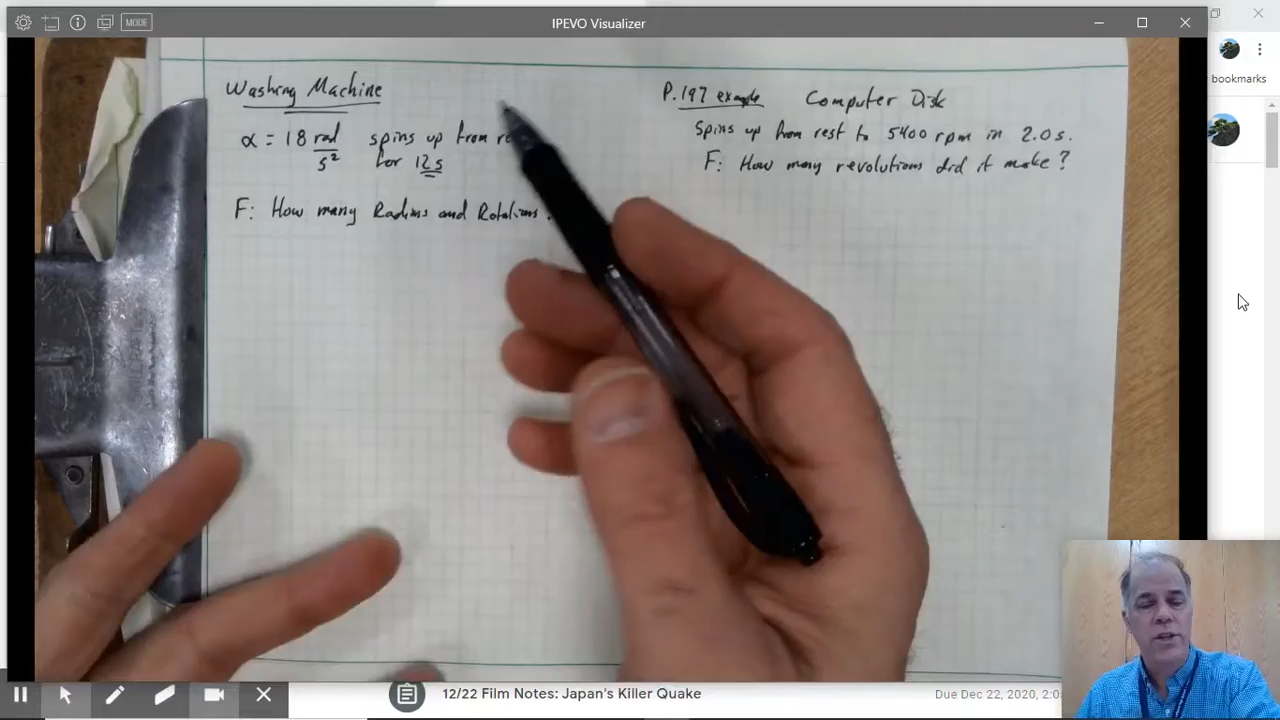 IPEVO Visualizer
MODE
bookmarks
Washing Machine
α = 18 rad/s² spins up from
for 12s
F: How many Radians and Rotations
P.197 example Computer Disk
Spins up from rest to 5400 rpm in 2.0 s.
F: How many revolutions did it make?
12/22 Film Notes: Japan's Killer Quake
Due Dec 22, 2020,